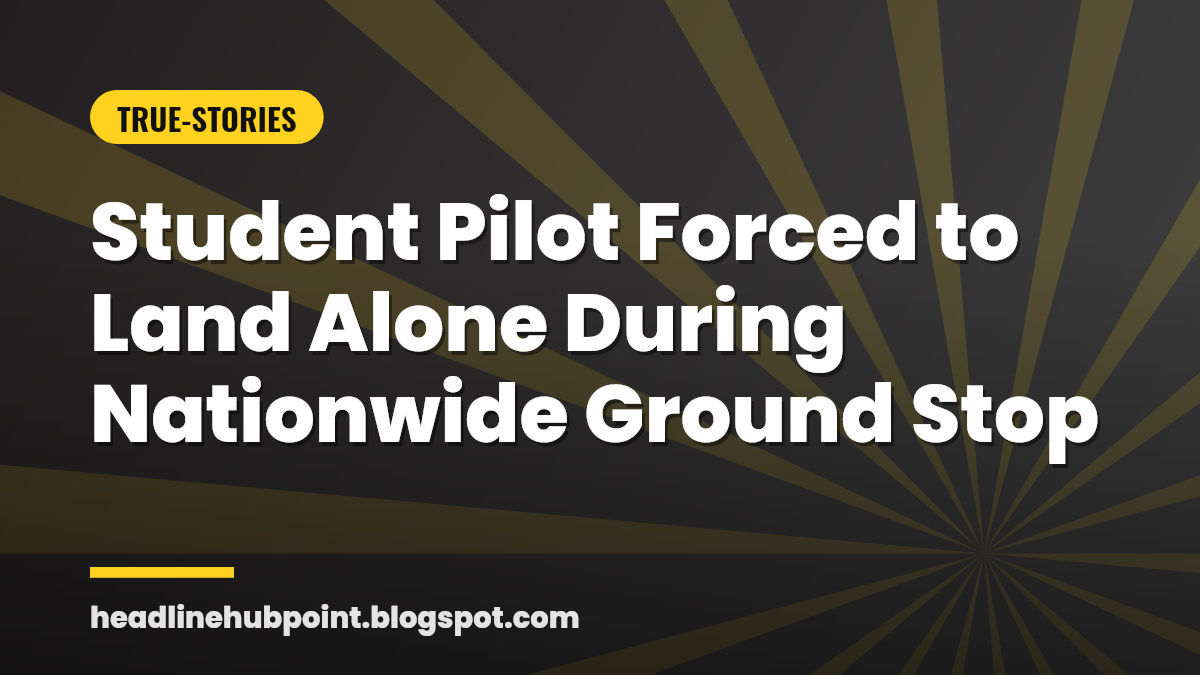 TRUE-STORIES
Student Pilot Forced to
Land Alone During
Nationwide Ground Stop
headlinehubpoint.blogspot.com